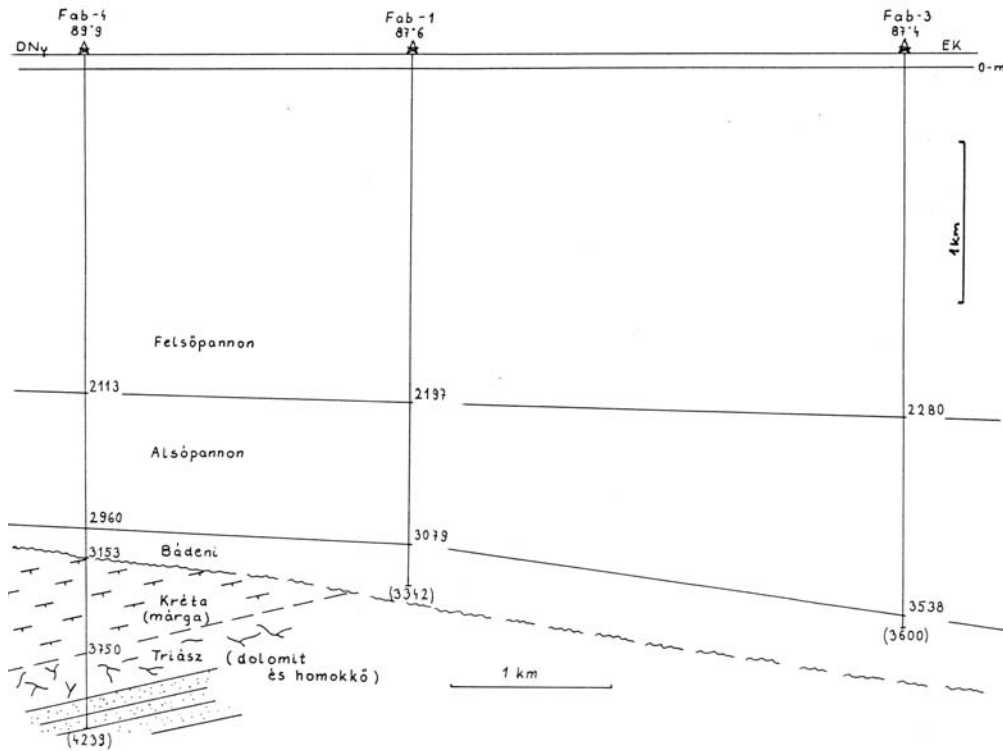 Fab-4
89·9
Fab-1
87·6
Fab-3
87·4
DNy
EK
0-m
1km
Felsőpannon
2113
2197
2280
Alsópannon
2960
3079
3153
Bádeni
(3342)
Kréta
(márga)
3538
(3600)
3750
Triász (dolomit
és homokkő)
1 km
(4239)